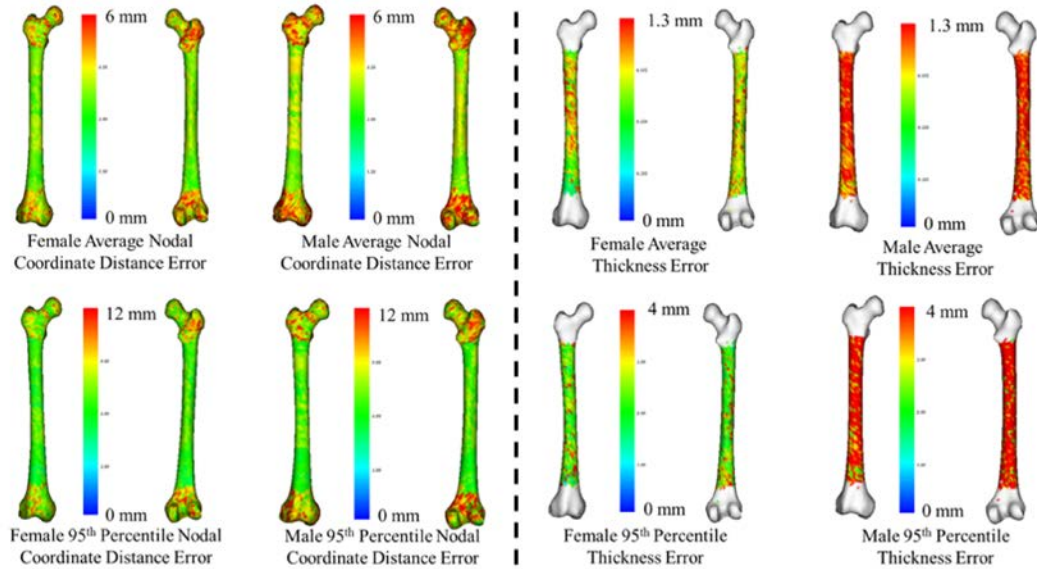 6 mm
0 mm
Female Average Nodal
Coordinate Distance Error
6 mm
0 mm
Male Average Nodal
Coordinate Distance Error
1.3 mm
0 mm
Female Average
Thickness Error
1.3 mm
0 mm
Male Average
Thickness Error
12 mm
0 mm
Female 95th Percentile Nodal
Coordinate Distance Error
12 mm
0 mm
Male 95th Percentile Nodal
Coordinate Distance Error
4 mm
0 mm
Female 95th Percentile
Thickness Error
4 mm
0 mm
Male 95th Percentile
Thickness Error